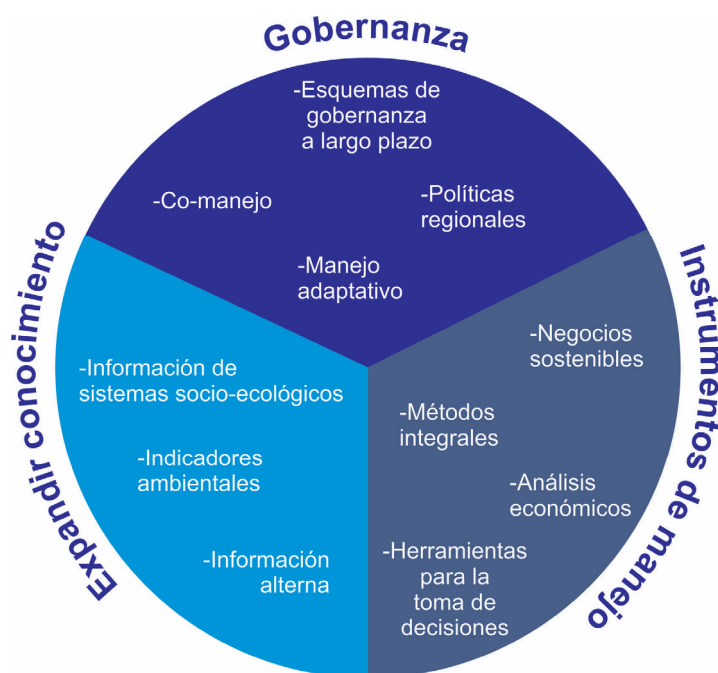 Gobernanza
-Esquemas de
gobernanza
a largo plazo
-Co-manejo
-Políticas
regionales
-Manejo
adaptativo
Expandir conocimiento
-Información de
sistemas socio-ecológicos
-Indicadores
ambientales
-Información
alterna
Instrumentos de manejo
-Negocios
sostenibles
-Métodos
integrales
-Análisis
económicos
-Herramientas
para la
toma de
decisiones